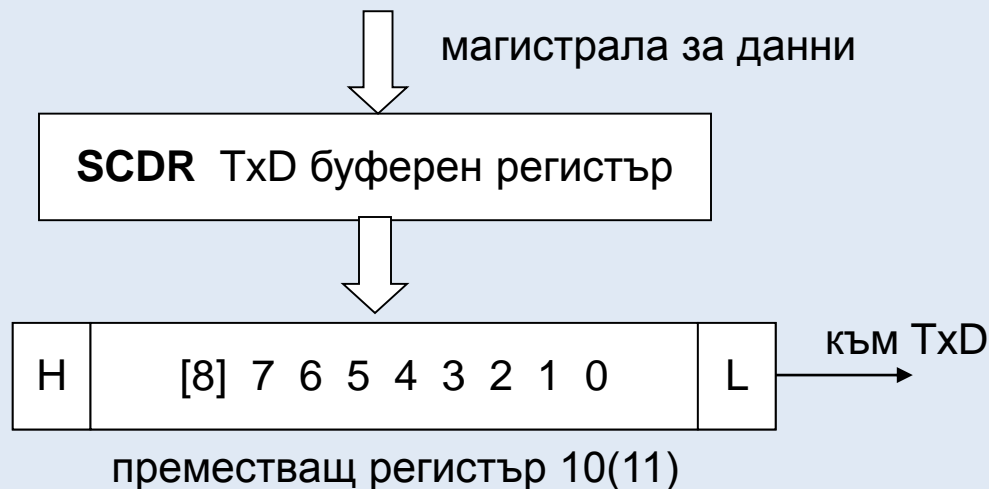 магистрала за данни
SCDR TxD буферен регистър
H [8] 7 6 5 4 3 2 1 0 L
към TxD
преместващ регистър 10(11)